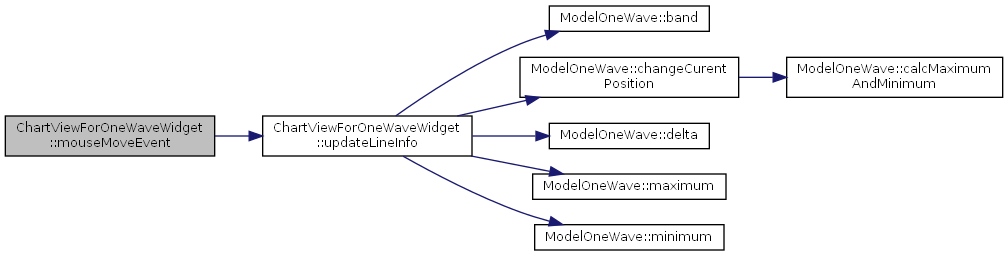 ChartViewForOneWaveWidget
::mouseMoveEvent
ChartViewForOneWaveWidget
::updateLineInfo
ModelOneWave::band
ModelOneWave::changeCurent
Position
ModelOneWave::calcMaximum
AndMinimum
ModelOneWave::delta
ModelOneWave::maximum
ModelOneWave::minimum